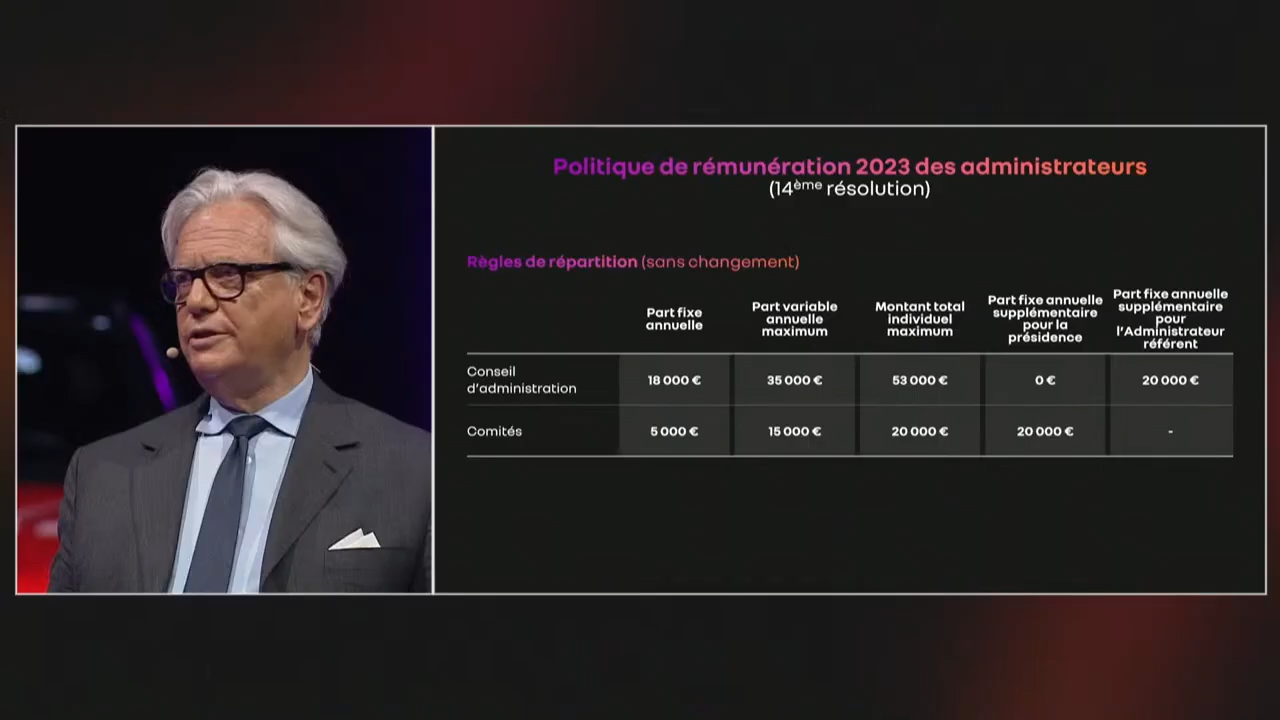 Politique de rémunération 2023 des administrateurs
(14ème résolution)
Règles de répartition (sans changement)
Part fixe
annuelle
Part variable
annuelle
maximum
Montant total
individuel
maximum
Part fixe annuelle
supplémentaire
pour la
présidence
Part fixe annuelle
supplémentaire
pour
l'Administrateur
référent
Conseil
d'administration
18 000 €
35 000 €
53 000 €
0 €
20 000 €
Comités
5 000 €
15 000 €
20 000 €
20 000 €
-